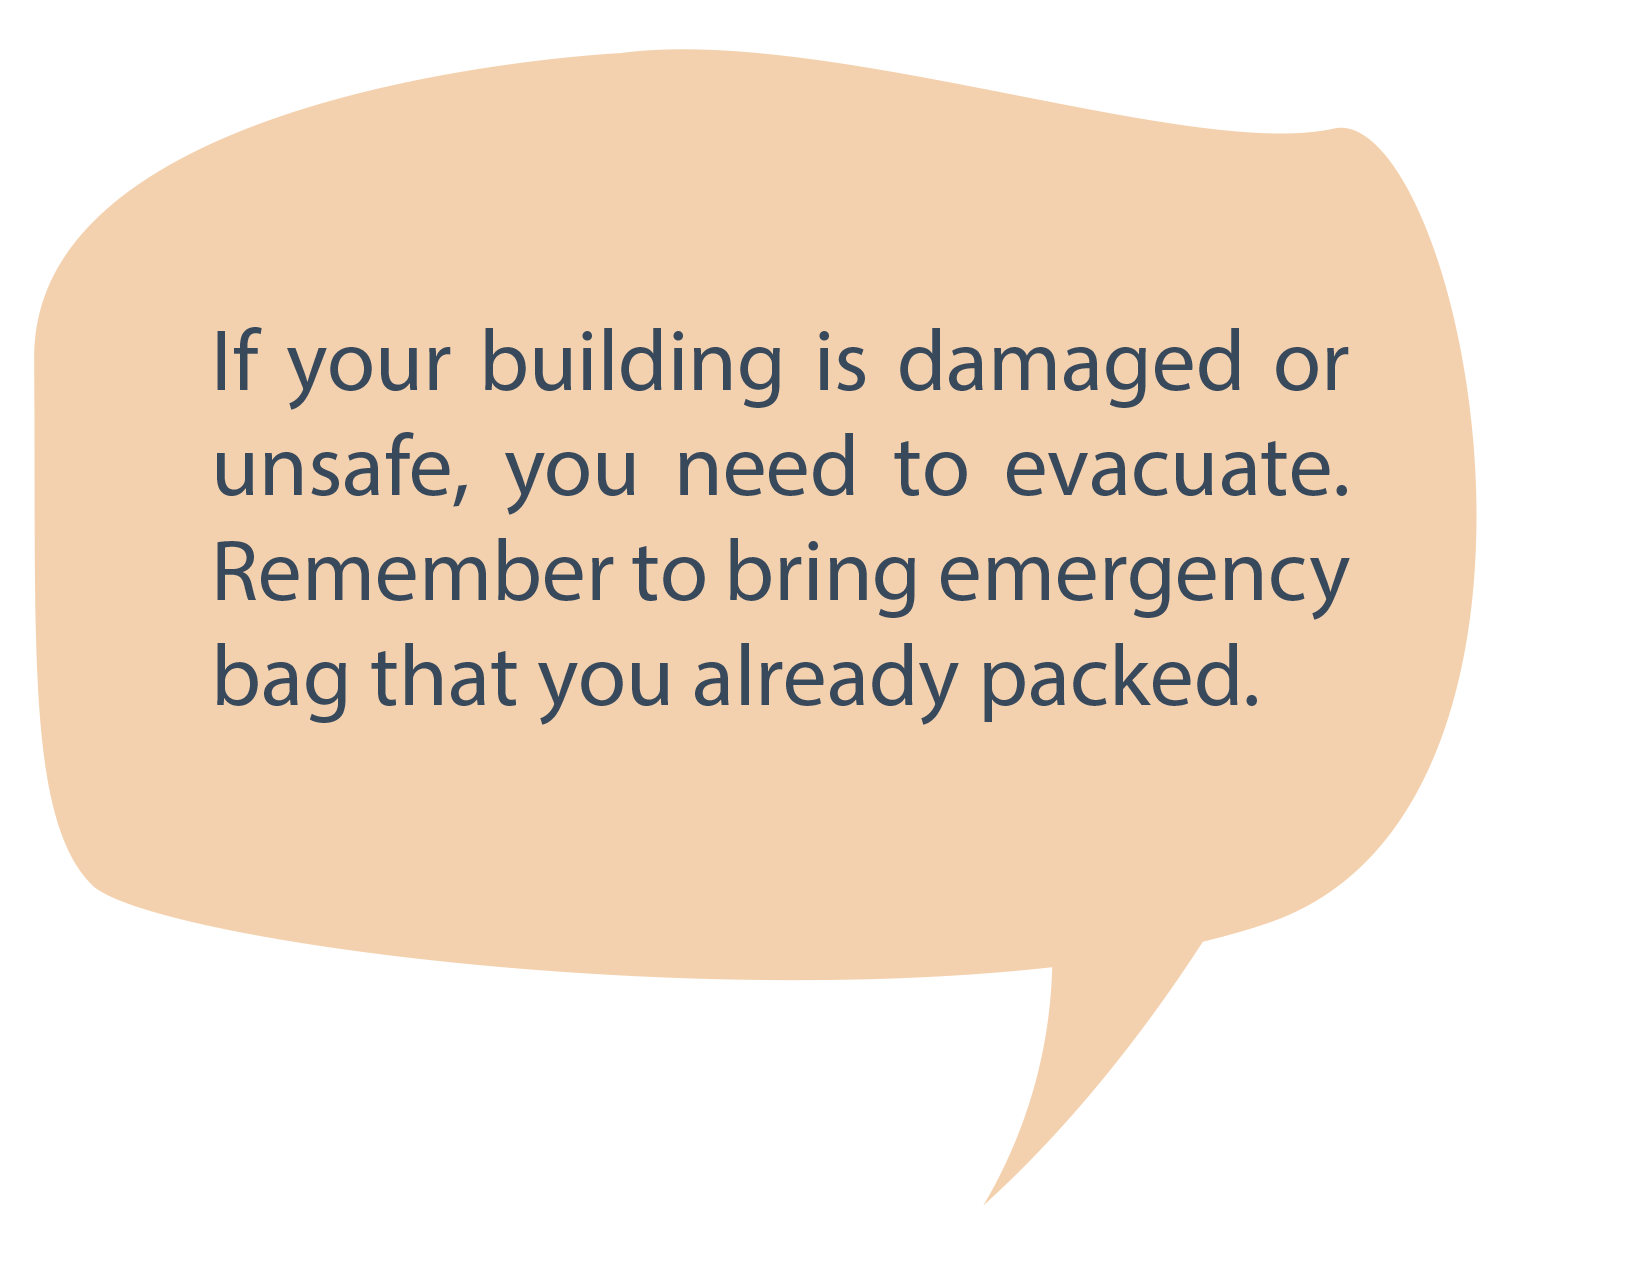 If your building is damaged or
unsafe, you need to evacuate.
Remember to bring emergency
bag that you already packed.